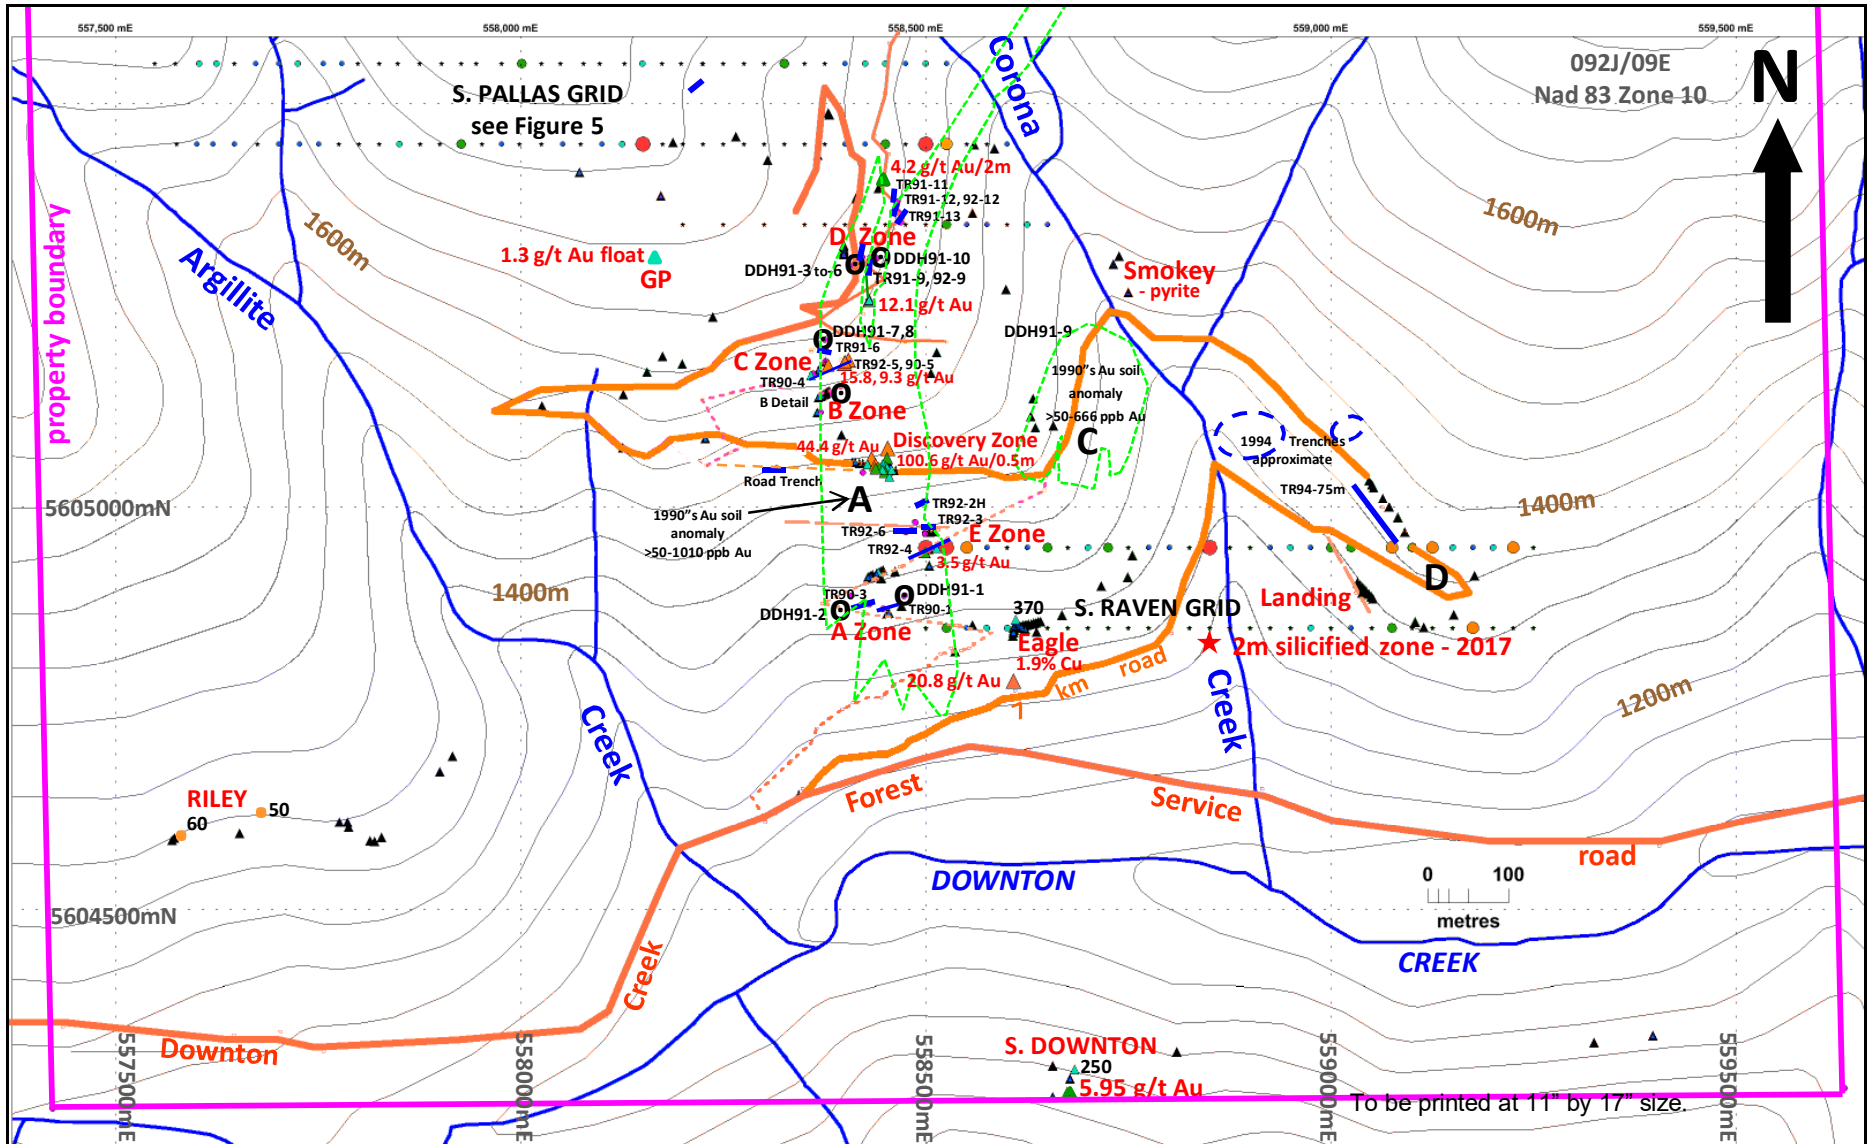 557,500 mE
558,000 mE
558,500 mE
559,000 mE
559,500 mE
092J/09E
Nad 83 Zone 10
N
S. PALLAS GRID
see Figure 5
Corona
4.2 g/t Au/2m
TR91-11
TR91-12, 92-12
TR91-13
1600m
1600m
property boundary
Argillite
D Zone
1.3 g/t Au float
GP
DDH91-3 to-6
DDH91-10
TR91-9, 92-9
12.1 g/t Au
Smokey
- pyrite
DDH91-7,8
TR91-6
DDH91-9
C Zone
TR92-5, 90-5
15.8, 9.3 g/t Au
TR90-4
B Detail
B Zone
1990"s Au soil
anomaly
>50-666 ppb Au
C
44.4 g/t Au
Discovery Zone
100.6 g/t Au/0.5m
1994 Trenches
approximate
Road Trench
A
TR94-75m
1400m
5605000mN
1990"s Au soil
anomaly
>50-1010 ppb Au
TR92-2H
TR92-3
TR92-6
E Zone
TR92-4
3.5 g/t Au
D
1400m
TR90-3
DDH91-1
DDH91-2
TR90-1
A Zone
370
S. RAVEN GRID
Landing
Eagle
1.9% Cu
2m silicified zone - 2017
20.8 g/t Au
7 km road
Creek
1200m
Creek
RILEY
50
60
Forest
Service
road
DOWNTON
0 100
metres
5604500mN
CREEK
Creek
Downton
S. DOWNTON
250
5.95 g/t Au
To be printed at 11” by 17” size.
557500mE
558000mE
558500mE
559000mE
559500mE